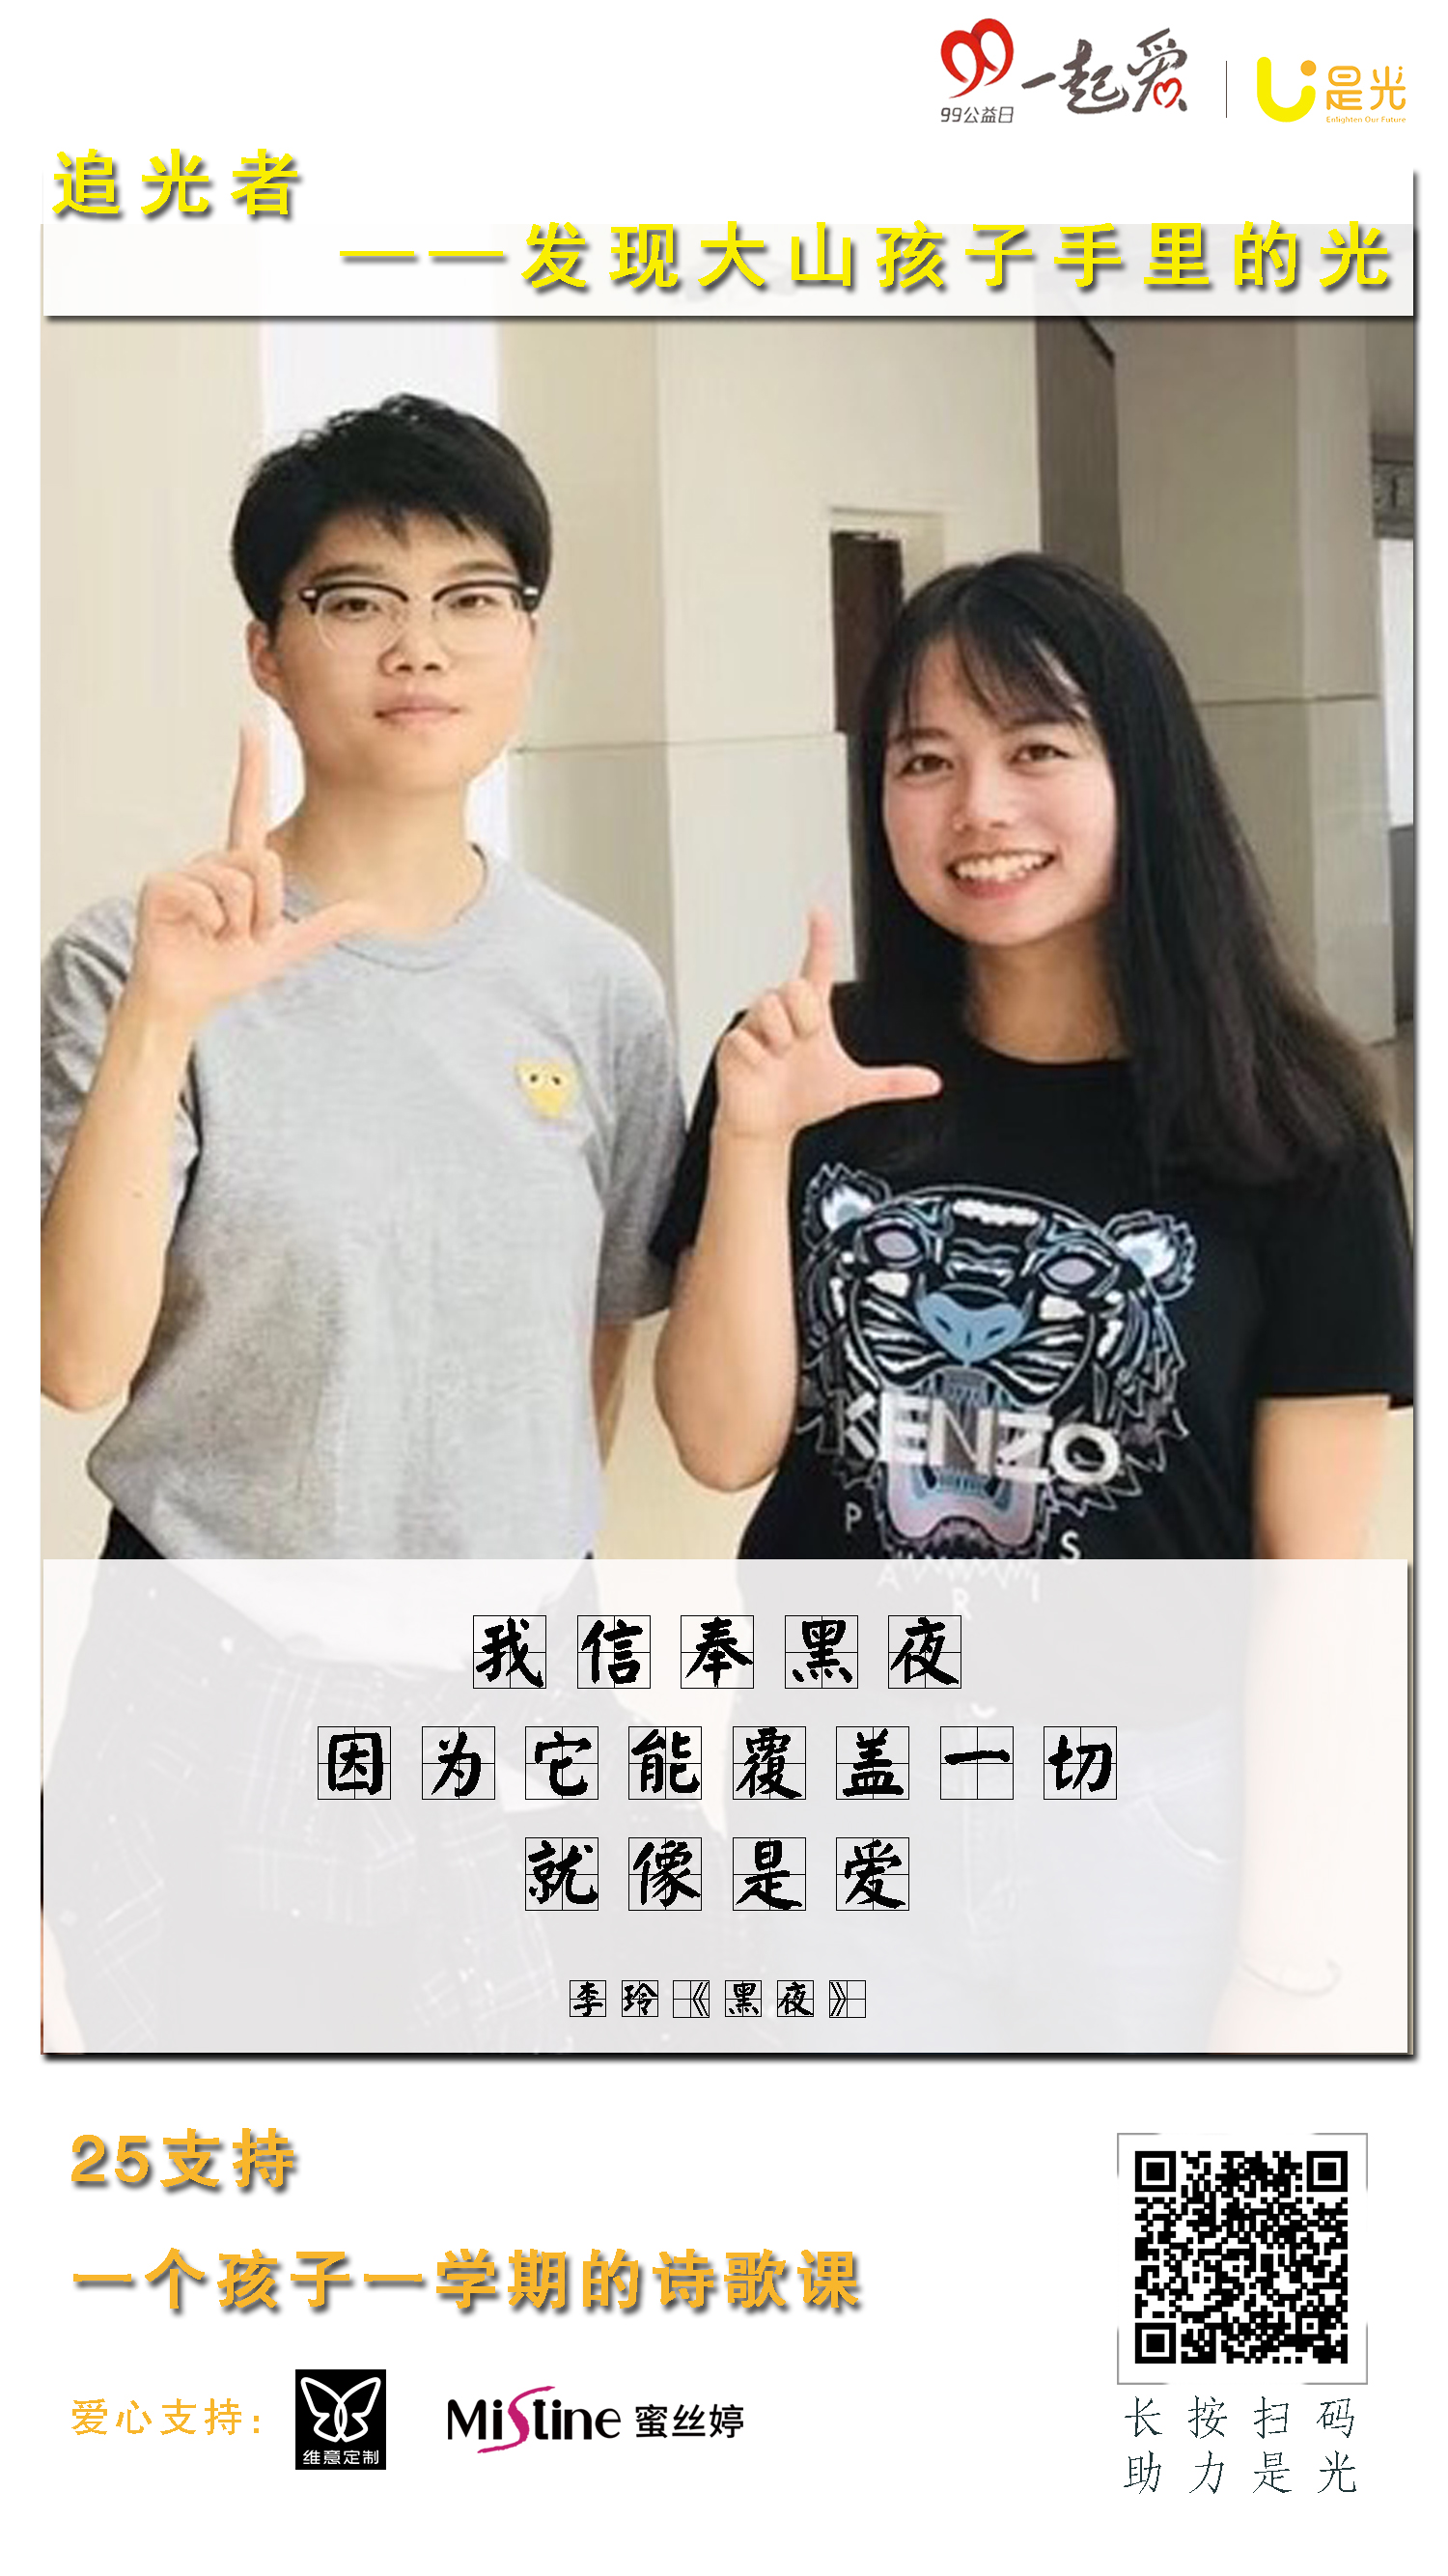 99公益日
一起爱
是光
Enlighten Our Future
追光者
——发现大山孩子手里的光
KENZO
PARIS
我信奉黑夜
因为它能覆盖一切
就像是爱
李玲《黑夜》
25支持
一个孩子一学期的诗歌课
爱心支持：
维意定制
Mistine 蜜丝婷
长按扫码
助力是光